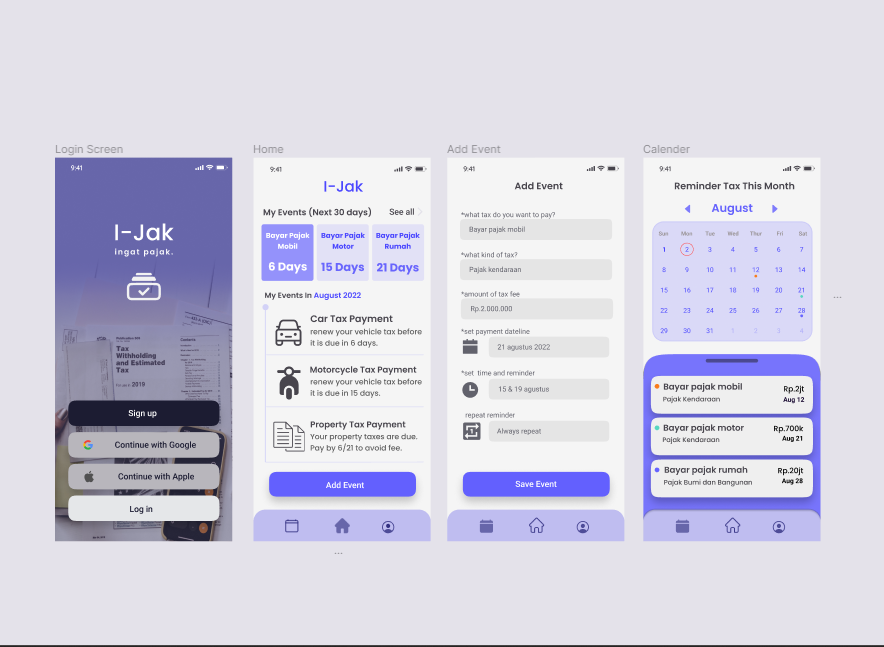 Login Screen
9:41
I-Jak
Ingat pajak.
Tax
Withholding
and Estimated
Tax
2019
Sign up
Continue with Google
Continue with Apple
Log in
Home
9:41
I-Jak
My Events (Next 30 days)
See all
Bayar Pajak
Mobil
6 Days
Bayar Pajak
Motor
15 Days
Bayar Pajak
Rumah
21 Days
My Events In August 2022
Car Tax Payment
renew your vehicle tax before
it is due in 6 days.
Motorcycle Tax Payment
renew your vehicle tax before
it is due in 15 days.
Property Tax Payment
Your property taxes are due.
Pay by 6/21 to avoid fee.
Add Event
...
Add Event
9:41
Add Event
*what tax do you want to pay?
Bayar pajak mobil
*what kind of tax?
Pajak kendaraan
*amount of tax fee
Rp.2.000.000
*set payment dateline
21 agustus 2022
*set time and reminder
15 & 19 agustus
repeat reminder
Always repeat
Save Event
Calender
9:41
Reminder Tax This Month
August
Sun Mon Tue Wed Thur Fri Sat
1 2 3 4 5 6 7
8 9 10 11 12 13 14
15 16 17 18 19 20 21
22 23 24 25 26 27 28
29 30 31 1 2 3 4
Bayar pajak mobil Rp.2jt
Pajak Kendaraan Aug 12
Bayar pajak motor Rp.700k
Pajak Kendaraan Aug 21
Bayar pajak rumah Rp.20jt
Pajak Bumi dan Bangunan Aug 28
...